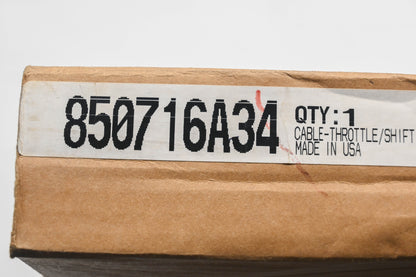 850716A34
QTY:1
CABLE-THROTTLE/SHIFT
MADE IN USA